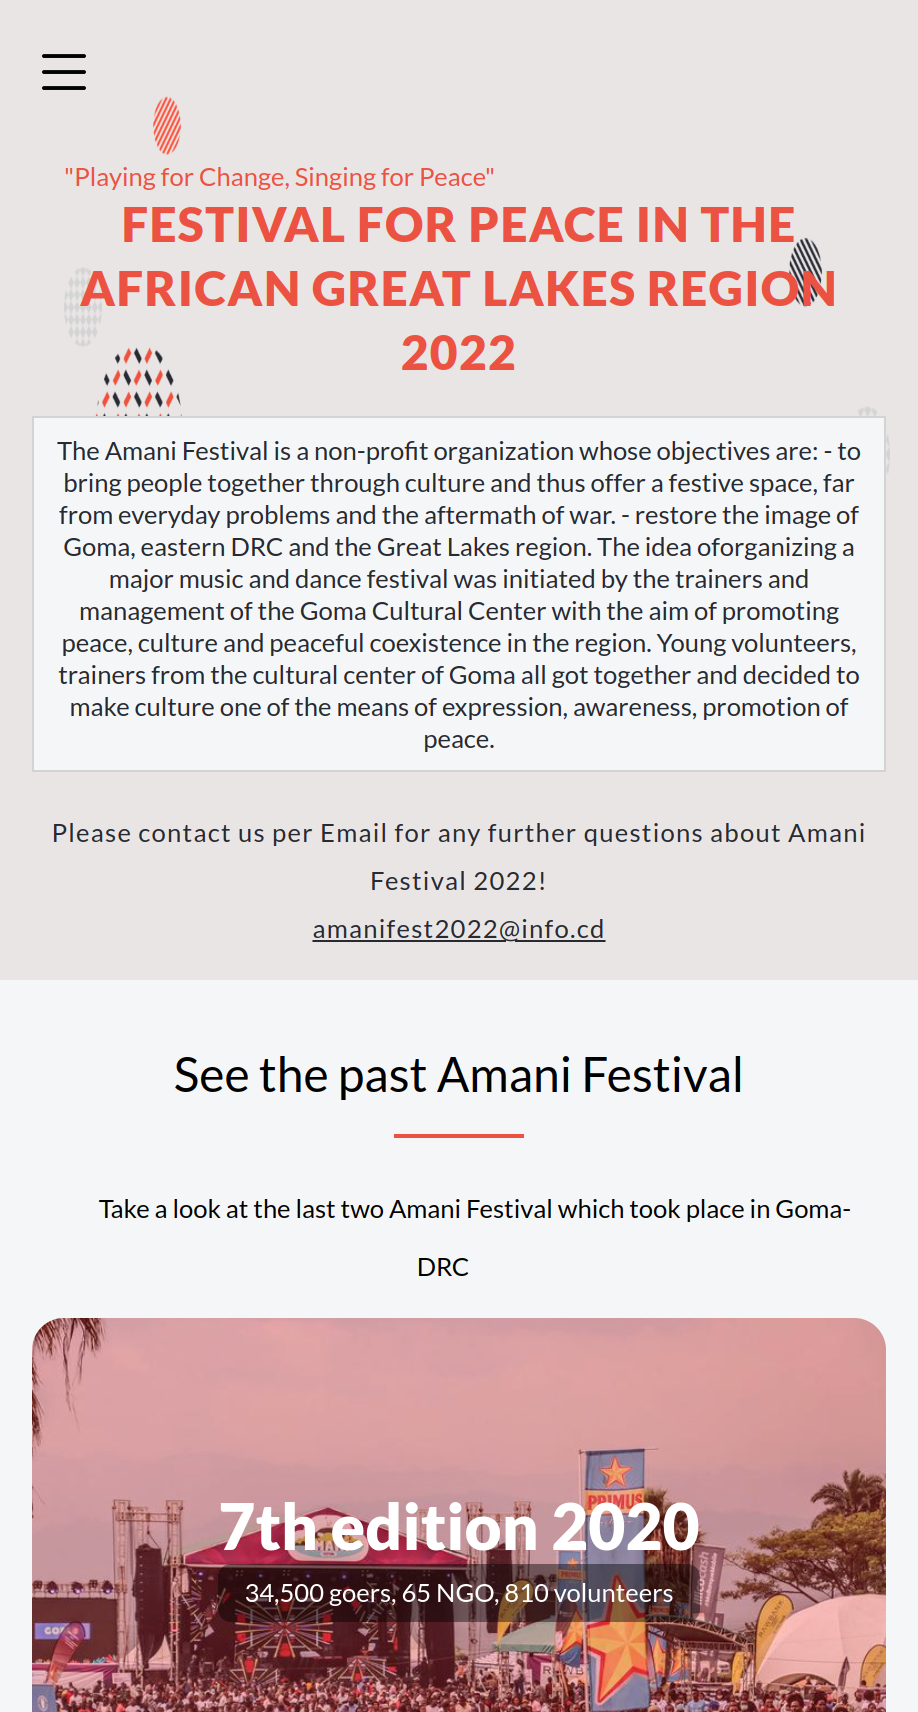 "Playing for Change, Singing for Peace"
FESTIVAL FOR PEACE IN THE
AFRICAN GREAT LAKES REGION
2022
The Amani Festival is a non-profit organization whose objectives are: - to
bring people together through culture and thus offer a festive space, far
from everyday problems and the aftermath of war. - restore the image of
Goma, eastern DRC and the Great Lakes region. The idea oforganizing a
major music and dance festival was initiated by the trainers and
management of the Goma Cultural Center with the aim of promoting
peace, culture and peaceful coexistence in the region. Young volunteers,
trainers from the cultural center of Goma all got together and decided to
make culture one of the means of expression, awareness, promotion of
peace.
Please contact us per Email for any further questions about Amani
Festival 2022!
amanifest2022@info.cd
See the past Amani Festival
Take a look at the last two Amani Festival which took place in Goma-
DRC
PRIMUS
7th edition 2020
34,500 goers, 65 NGO, 810 volunteers